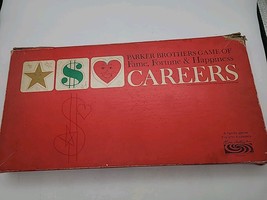 PARKER BROTHERS GAME OF
Fame, Fortune & Happiness
CAREERS
$